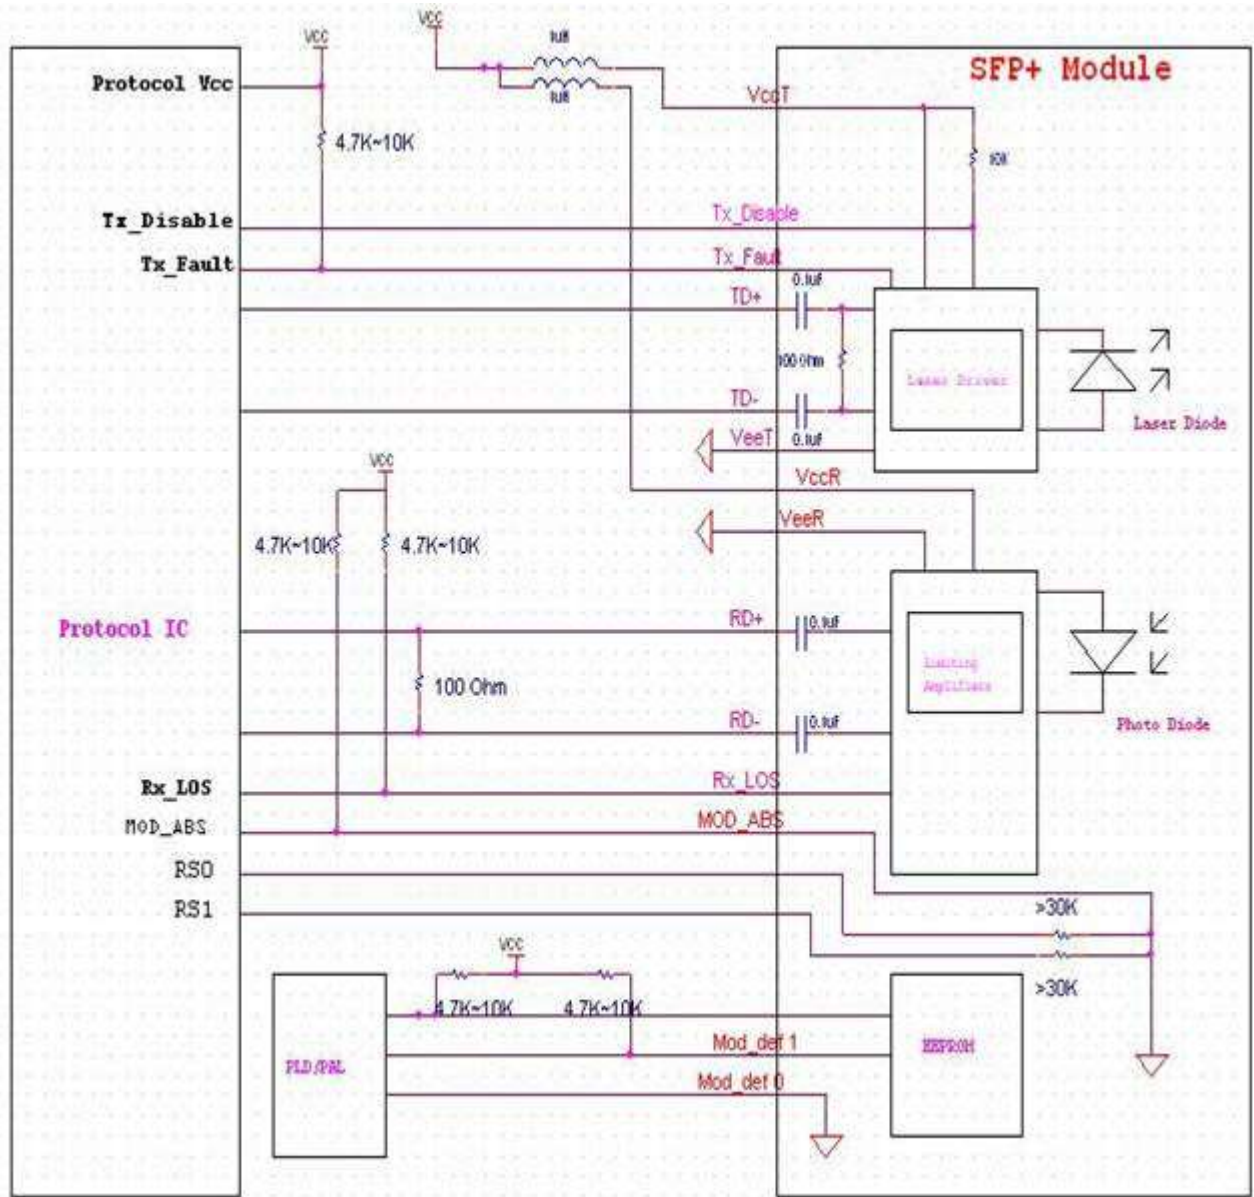 VCC
1uH
VCC
SFP+ Module
Protocol Vcc
VccT
1uH
4.7K~10K
10K
Tx_Disable
Tx_Disable
Tx_Fault
Tx_Fault
0.1uf
TD+
100 Ohm
Laser Driver
TD-
Laser Diode
VeeT
0.1uf
VCC
VccR
VeeR
4.7K~10K
4.7K~10K
Protocol IC
RD+
0.1uf
Limiting
Amplifiers
100 Ohm
RD-
0.1uf
Photo Diode
Rx_LOS
Rx_LOS
MOD_ABS
MOD_ABS
RS0
RS1
>30K
VCC
>30K
4.7K~10K
4.7K~10K
Mod_def 1
EEPROM
PLD/PAL
Mod_def 0